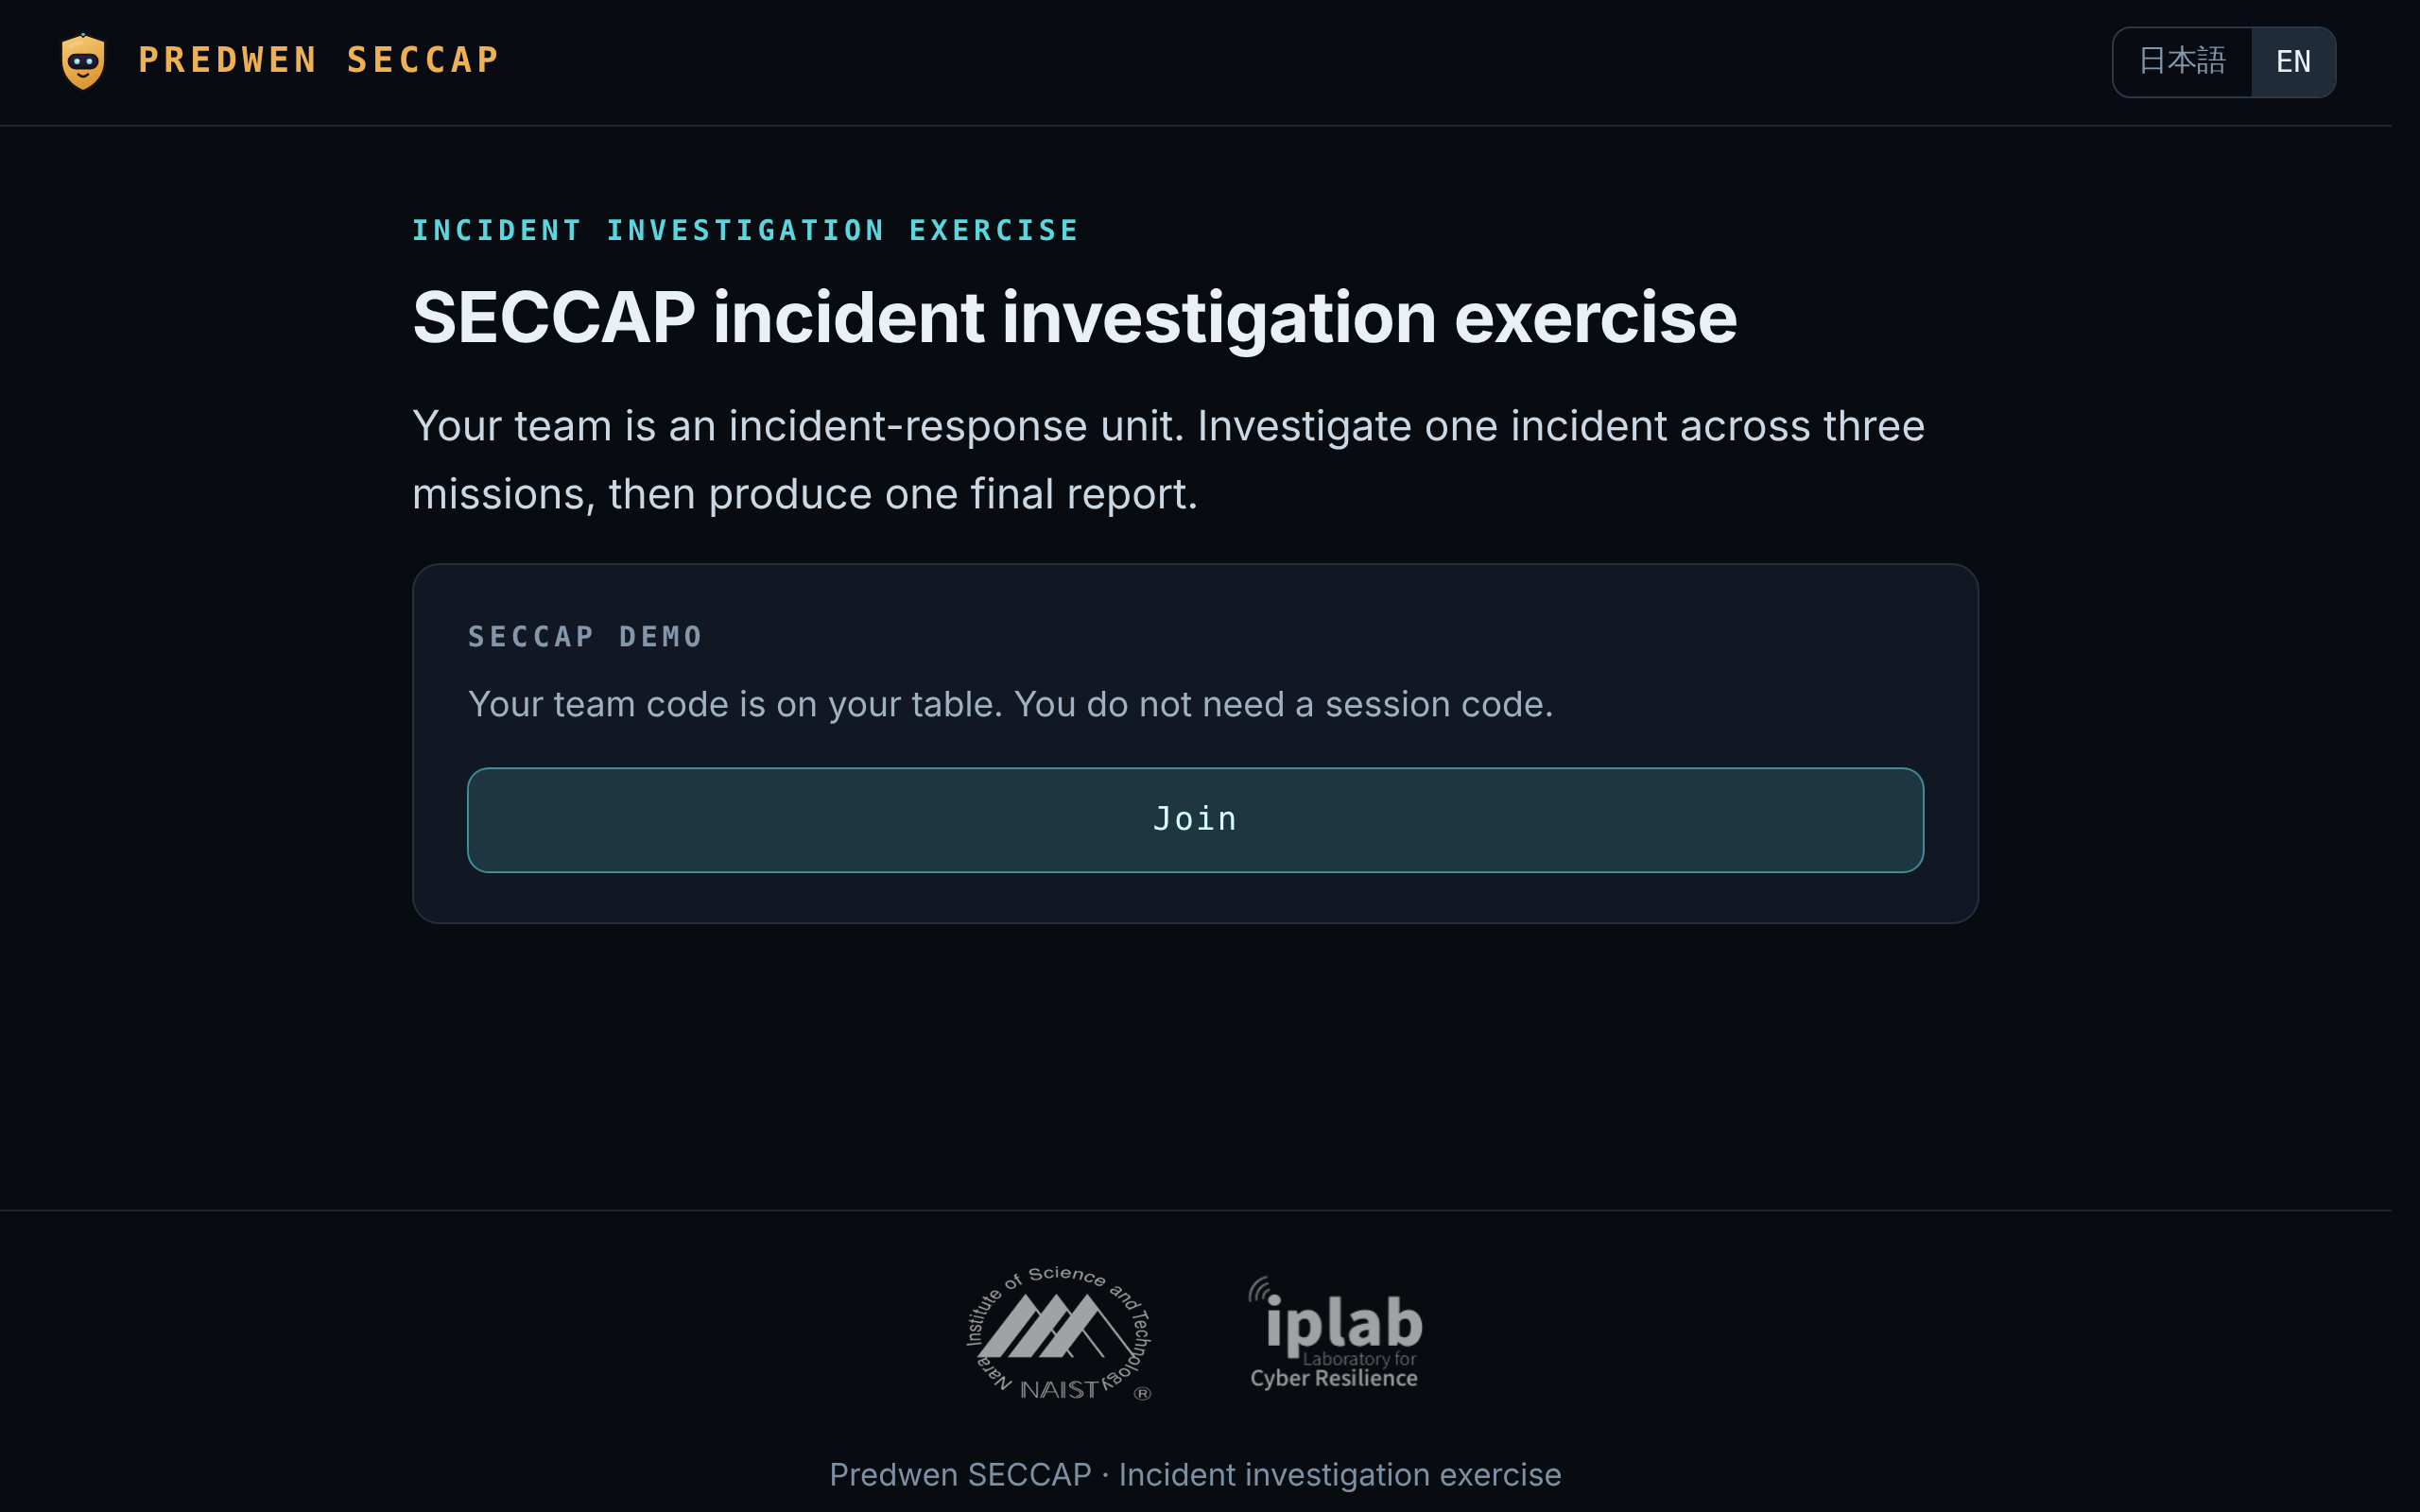 PREDWEN SECCAP
日本語 EN
INCIDENT INVESTIGATION EXERCISE
SECCAP incident investigation exercise
Your team is an incident-response unit. Investigate one incident across three
missions, then produce one final report.
SECCAP DEMO
Your team code is on your table. You do not need a session code.
Join
Nara Institute of Science and Technology
NAIST ®
iplab
Laboratory for
Cyber Resilience
Predwen SECCAP · Incident investigation exercise